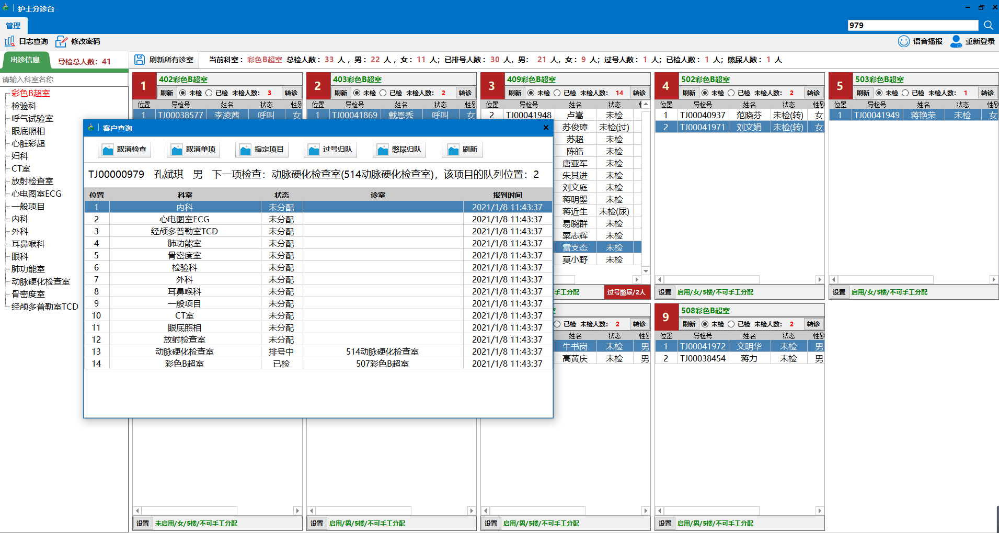 护士分诊台
管理
979
日志查询 修改密码
语音播报 重新登录
出诊信息 导检总人数：41
刷新所有诊室 当前科室：彩色B超室 总检人数：33 人，男：22 人，女：11 人；已排号人数：30 人，男： 21 人，女：9 人；过号人数：1 人；已检人数：1 人；憋尿人数：1 人
请输入科室名称
彩色B超室
检验科
呼气试验室
眼底照相
心脏彩超
妇科
CT室
放射检查室
心电图室ECG
一般项目
内科
外科
耳鼻喉科
眼科
肺功能室
动脉硬化检查室
骨密度室
经颅多普勒室TCD
1 402彩色B超室
刷新 未检 已检 未检人数： 3 转诊
位置 导检号 姓名 状态 性别
1 TJ00038577 李凌茜 呼叫 女
2 403彩色B超室
刷新 未检 已检 未检人数： 2 转诊
位置 导检号 姓名 状态 性别
1 TJ00041869 戴恩秀 呼叫 女
3 409彩色B超室
刷新 未检 已检 未检人数： 14 转诊
位置 导检号 姓名 状态
2 TJ00041948 卢嵩 未检
苏俊璋 未检(过)
苏超 未检
陈皓 未检
唐亚军 未检
朱其进 未检
刘文庭 未检
蒋明曌 未检
蒋近生 未检(尿)
易晓群 未检
粟志辉 未检
雷支态 未检
莫小野 未检
手工分配 过号憋尿/2人
4 502彩色B超室
刷新 未检 已检 未检人数： 2 转诊
位置 导检号 姓名 状态 性别
1 TJ00040937 范晓芬 未检(转) 女
2 TJ00041971 刘文娟 未检(转) 女
设置 启用/女/5楼/不可手工分配
5 503彩色B超室
刷新 未检 已检 未检人数： 1 转诊
位置 导检号 姓名 状态 性别
1 TJ00041949 蒋艳荣 未检 女
设置 启用/女/5楼/不可手工分配
客户查询
取消检查 取消单项 指定项目 过号归队 憋尿归队 刷新
TJ00000979 孔斌琪 男 下一项检查：动脉硬化检查室(514动脉硬化检查室)，该项目的队列位置：2
位置 科室 状态 诊室 报到时间
1 内科 未分配 2021/1/8 11:43:37
2 心电图室ECG 未分配 2021/1/8 11:43:37
3 经颅多普勒室TCD 未分配 2021/1/8 11:43:37
4 肺功能室 未分配 2021/1/8 11:43:37
5 骨密度室 未分配 2021/1/8 11:43:37
6 检验科 未分配 2021/1/8 11:43:37
7 外科 未分配 2021/1/8 11:43:37
8 耳鼻喉科 未分配 2021/1/8 11:43:37
9 一般项目 未分配 2021/1/8 11:43:37
10 CT室 未分配 2021/1/8 11:43:37
11 眼底照相 未分配 2021/1/8 11:43:37
12 放射检查室 未分配 2021/1/8 11:43:37
13 动脉硬化检查室 排号中 514动脉硬化检查室 2021/1/8 11:43:37
14 彩色B超室 已检 507彩色B超室 2021/1/8 11:43:37
已检 未检人数： 2 转诊
姓名 状态 性别
牛书岗 未检 男
高黄庆 未检 男
9 508彩色B超室
刷新 未检 已检 未检人数： 2 转诊
位置 导检号 姓名 状态 性别
1 TJ00041972 文明华 未检 男
2 TJ00038454 蒋力 未检 男
设置 未启用/女/5楼/不可手工分配
设置 启用/男/5楼/不可手工分配
设置 启用/男/5楼/不可手工分配
设置 启用/男/5楼/不可手工分配